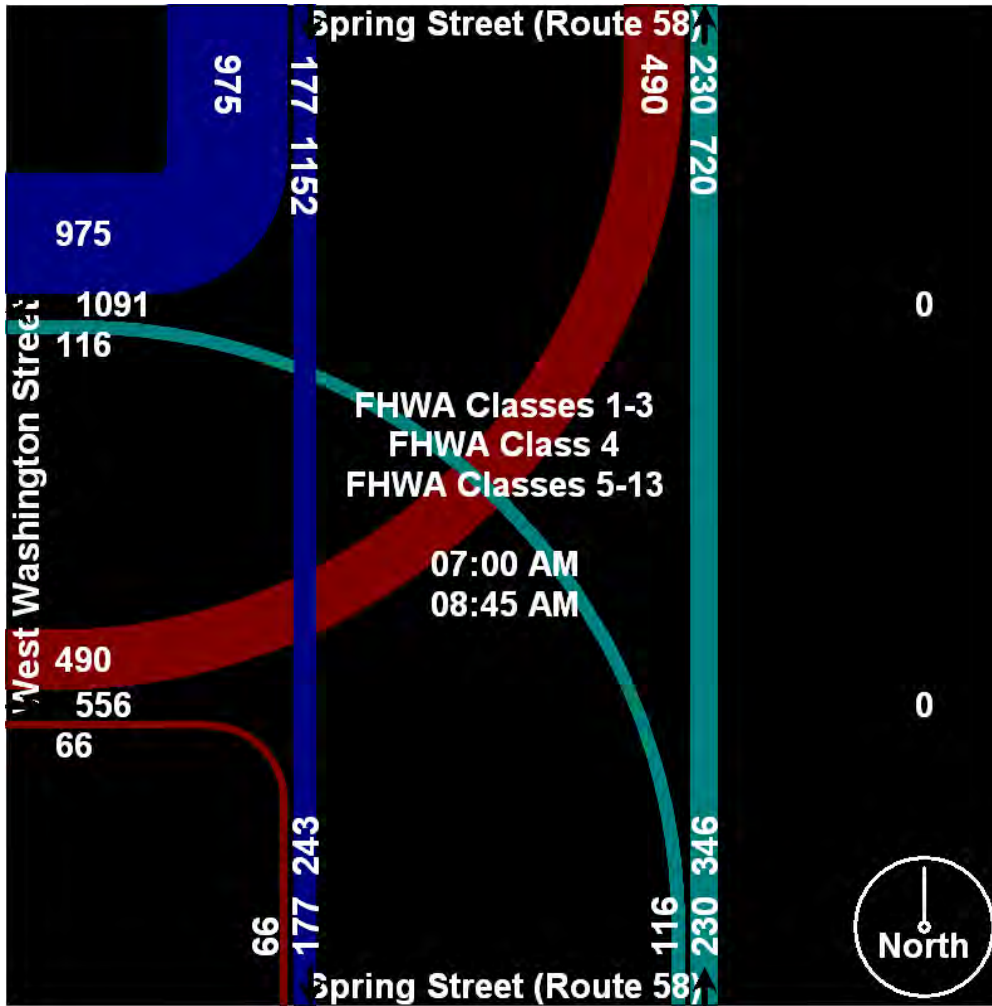 Spring Street (Route 58)
975
177 1152
490
230 720
975
1091
116
0
West Washington Street
FHWA Classes 1-3
FHWA Class 4
FHWA Classes 5-13
07:00 AM
08:45 AM
490
556
66
0
66
177 243
116
230 346
North
Spring Street (Route 58)